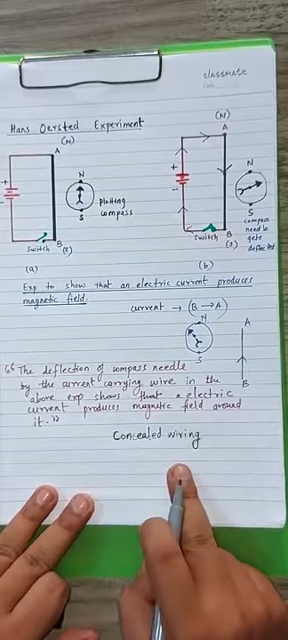 classmate
Hans Oersted Experiment
(N)
A
+
N
S
Plotting
compass
Switch
B
(S)
(a)
(N)
A
+
-
N
S
compass
needle
gets
deflected
Switch
B
(S)
(b)
Exp to show that an electric current produces
magnetic field.
current → (B → A)
N
S
A
B
"The deflection of compass needle
by the current carrying wire in the
above exp shows that a electric
current produces magnetic field around
it."
Concealed wiring